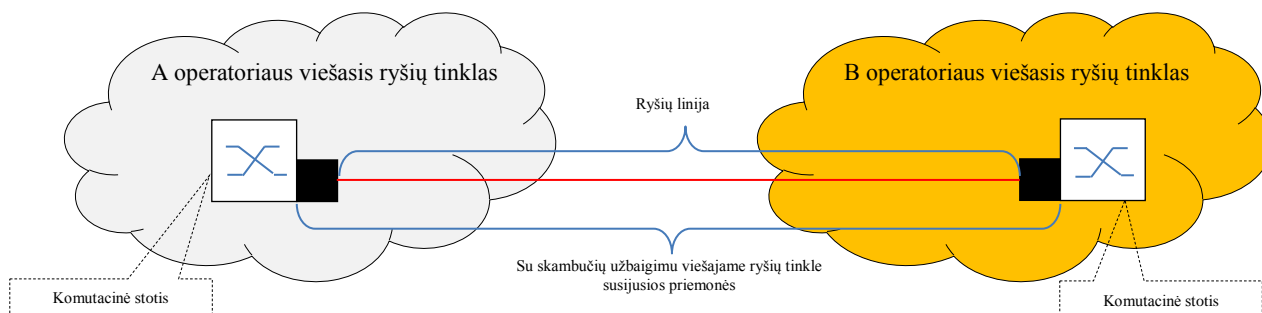 A operatoriaus viešasis ryšių tinklas
B operatoriaus viešasis ryšių tinklas
Ryšių linija
Su skambučių užbaigimu viešajame ryšių tinkle
susijusios priemonės
Komutacinė stotis
Komutacinė stotis